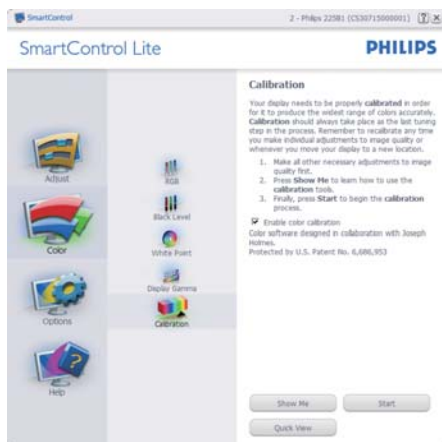 SmartControl
2 - Philips 225B1 (CS30715000001)
SmartControl Lite
PHILIPS
Adjust
Color
Options
Help
RGB
Black Level
White Point
Display Gamma
Calibration
Calibration
Your display needs to be properly calibrated in order
for it to produce the widest range of colors accurately.
Calibration should always take place as the last tuning
step in the process. Remember to recalibrate any time
you make individual adjustments to image quality or
whenever you move your display to a new location.
1. Make all other necessary adjustments to image
quality first.
2. Press Show Me to learn how to use the
calibration tools.
3. Finally, press Start to begin the calibration
process.
Enable color calibration
Color software designed in collaboration with Joseph
Holmes.
Protected by U.S. Patent No. 6,686,953
Show Me
Start
Quick View